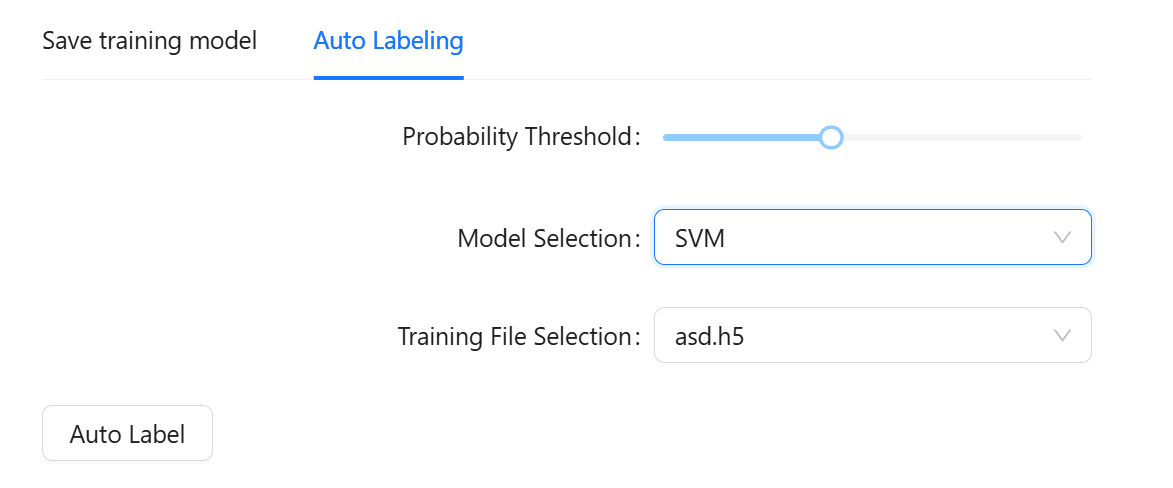 Save training model Auto Labeling
Probability Threshold:
Model Selection: SVM
Training File Selection: asd.h5
Auto Label